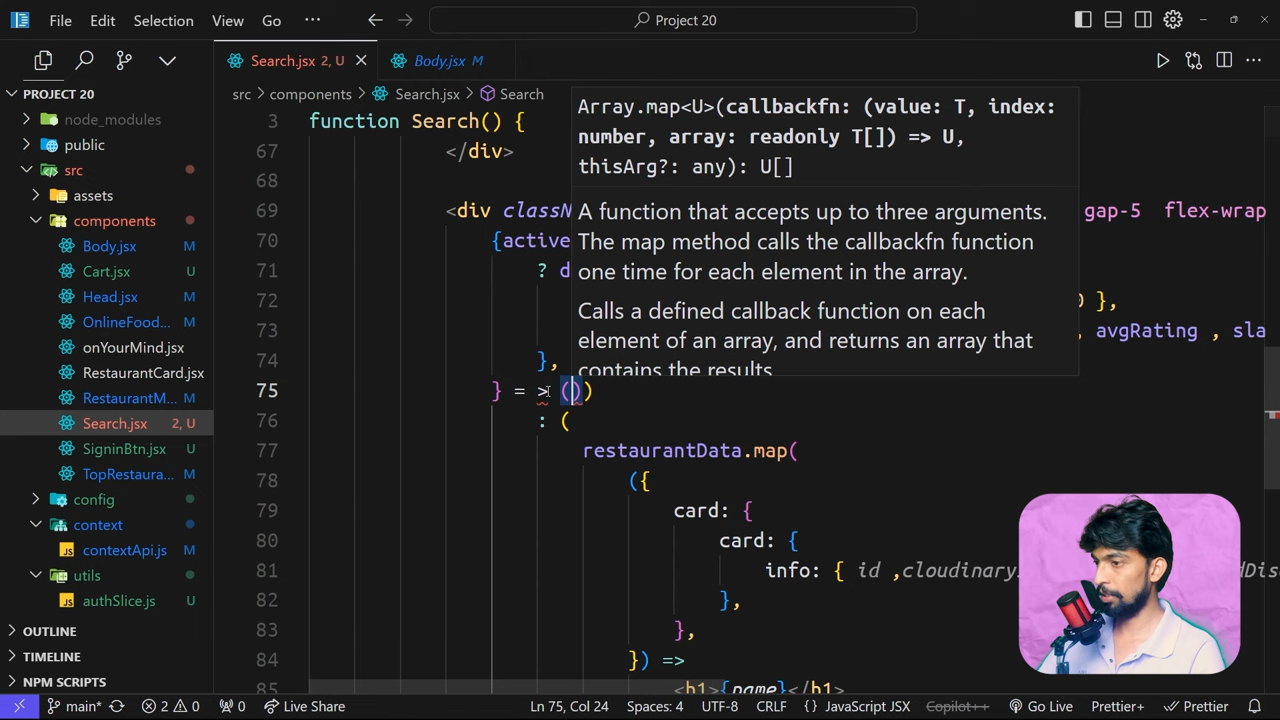 File Edit Selection View Go ··· Project 20
PROJECT 20
node_modules
public
src
assets
components
Body.jsx M
Cart.jsx U
Head.jsx M
OnlineFood... M
onYourMind.jsx
RestaurantCard.jsx
RestaurantM... M
Search.jsx 2, U
SigninBtn.jsx U
TopRestaura... M
config
context
contextApi.js M
utils
authSlice.js U
OUTLINE
TIMELINE
NPM SCRIPTS
Search.jsx 2, U Body.jsx M
src > components > Search.jsx > Search
3 function Search() {
67 </div>
68
69 <div classN gap-5 flex-wrap
70 {active
71 ? d
72 0 },
73 , avgRating , sla
74 },
75 } = > ())
76 : (
77 restaurantData.map(
78 ({
79 card: {
80 card: {
81 info: { id ,cloudinary dDisc
82 },
83 },
84 }) =>
85 <h1>{name}</h1>
Array.map<U>(callbackfn: (value: T, index:
number, array: readonly T[]) => U,
thisArg?: any): U[]
A function that accepts up to three arguments.
The map method calls the callbackfn function
one time for each element in the array.
Calls a defined callback function on each
element of an array, and returns an array that
contains the results
main* 2 0 0 Live Share Ln 75, Col 24 Spaces: 4 UTF-8 CRLF {} JavaScript JSX Copilot++ Go Live Prettier+ Prettier